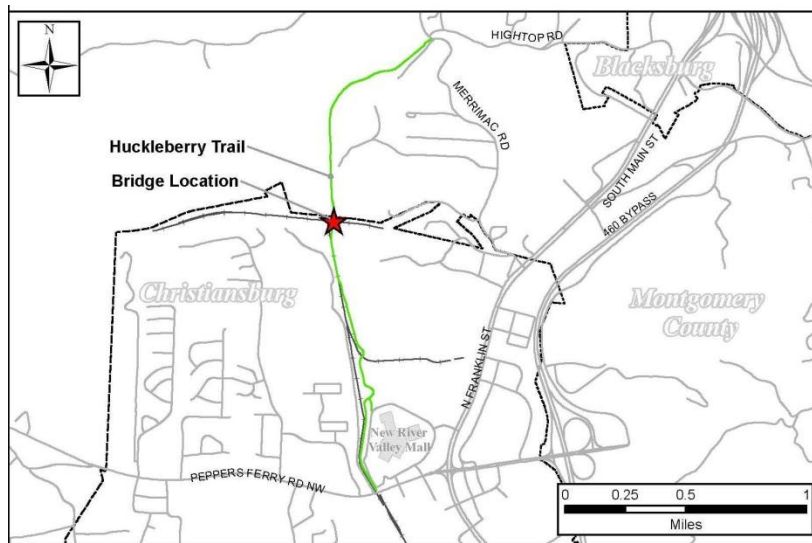 N
HIGHTOP RD
Blacksburg
MERRIMAC RD
Huckleberry Trail
Bridge Location
SOUTH MAIN ST
460 BYPASS
Christiansburg
Montgomery
County
N FRANKLIN ST
New River
Valley Mall
PEPPERS FERRY RD NW
0 0.25 0.5 1
Miles